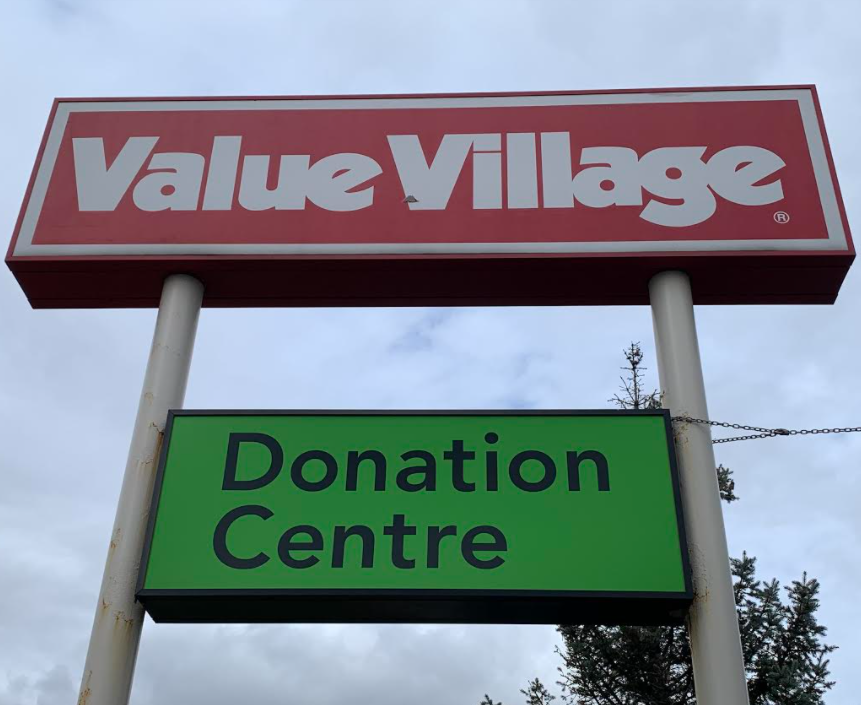 Value Village®
Donation
Centre